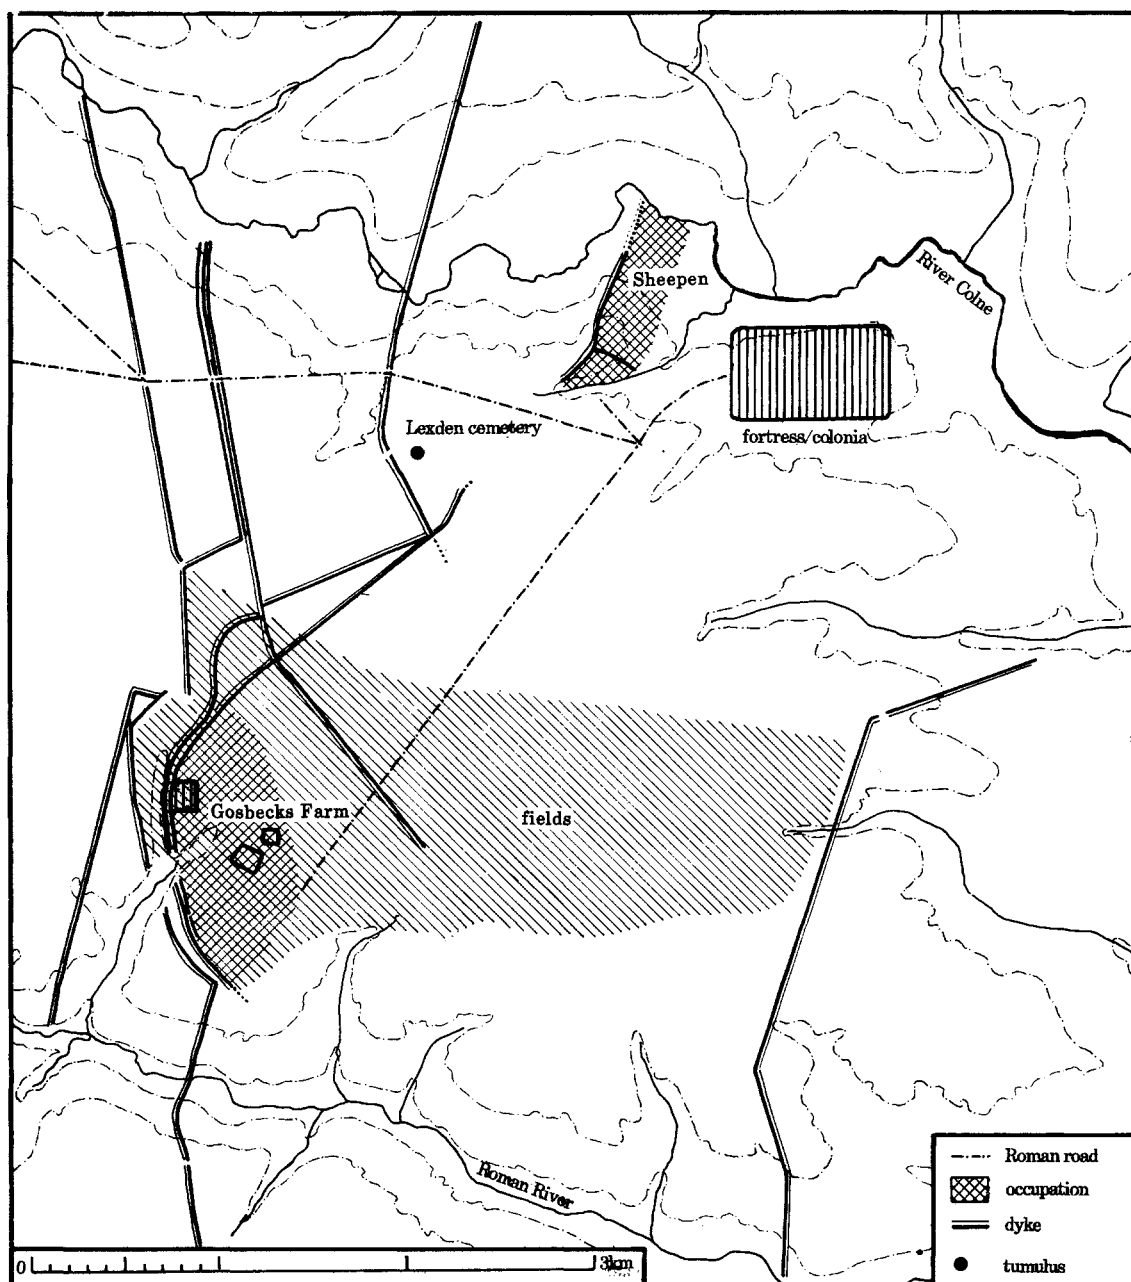 River Colne
Sheepen
Lexden cemetery
fortress/colonia
Gosbecks Farm
fields
Roman River
Roman road
occupation
dyke
tumulus
0
3km